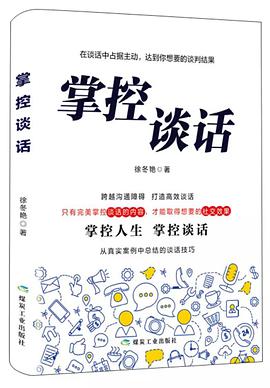 在谈话中占据主动，达到你想要的谈判结果
掌控
谈话
徐冬艳◎著
跨越沟通障碍 打造高效谈话
只有完美掌控谈话的内容，才能取得想要的社交效果
掌控人生 掌控谈话
从真实案例中总结的谈话技巧
煤炭工业出版社
掌控谈话
徐冬艳◎著
煤炭工业出版社